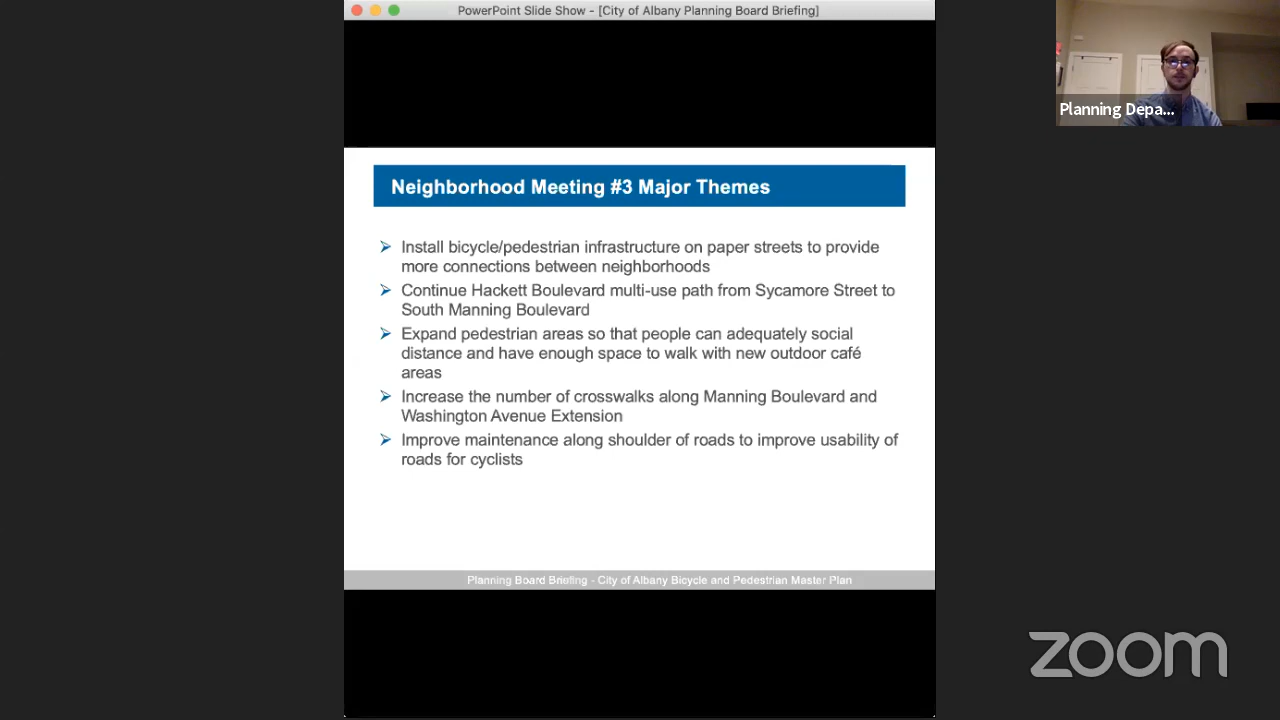 PowerPoint Slide Show - [City of Albany Planning Board Briefing]
Planning Depa...
Neighborhood Meeting #3 Major Themes
Install bicycle/pedestrian infrastructure on paper streets to provide
more connections between neighborhoods
Continue Hackett Boulevard multi-use path from Sycamore Street to
South Manning Boulevard
Expand pedestrian areas so that people can adequately social
distance and have enough space to walk with new outdoor café
areas
Increase the number of crosswalks along Manning Boulevard and
Washington Avenue Extension
Improve maintenance along shoulder of roads to improve usability of
roads for cyclists
Planning Board Briefing - City of Albany Bicycle and Pedestrian Master Plan
zoom